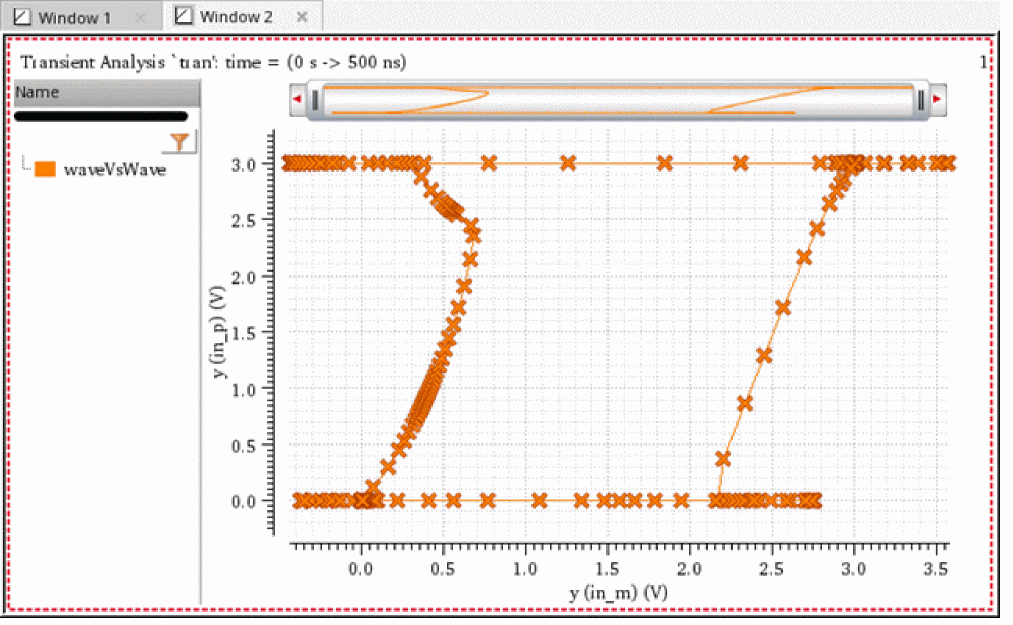 Window 1
Window 2
Transient Analysis `tran': time = (0 s -> 500 ns)
1
Name
waveVsWave
3.0
2.5
2.0
1.5
1.0
0.5
0.0
y (in_p) (V)
0.0 0.5 1.0 1.5 2.0 2.5 3.0 3.5
y (in_m) (V)